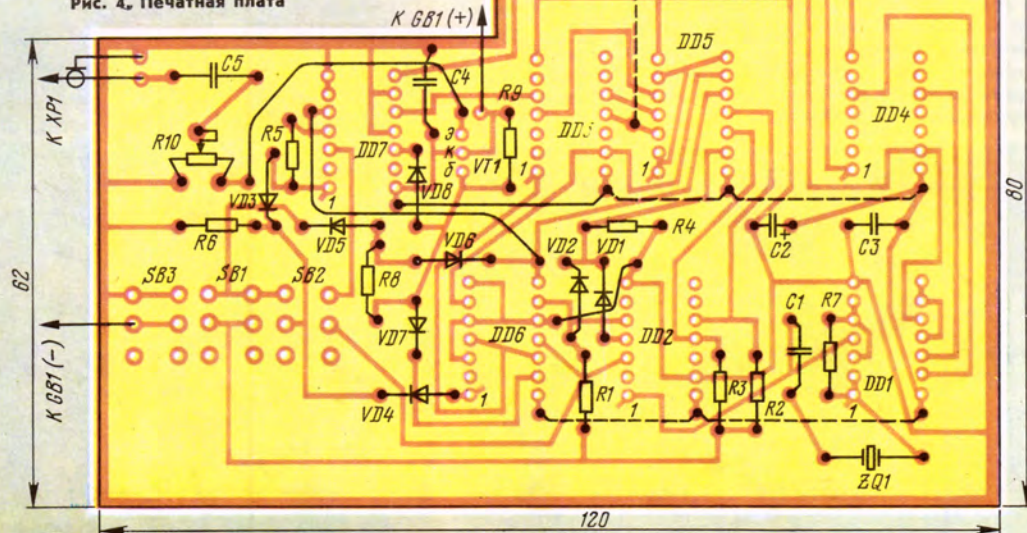 Рис. 4. Печатная плата
К GB1 (+)
К ХР1
C5
C4
DD5
R9
R10
R5
DD7
э
к
б
VT1
DD3
DD4
1
1
1
1
VD8
VD3
R6
VD5
VD6
VD2
VD1
R4
C2
+
C3
62
80
SB3
SB1
SB2
R8
VD7
DD6
DD2
C1
R7
К GB1 (–)
VD4
1
R1
1
R3
R2
DD1
1
ZQ1
120